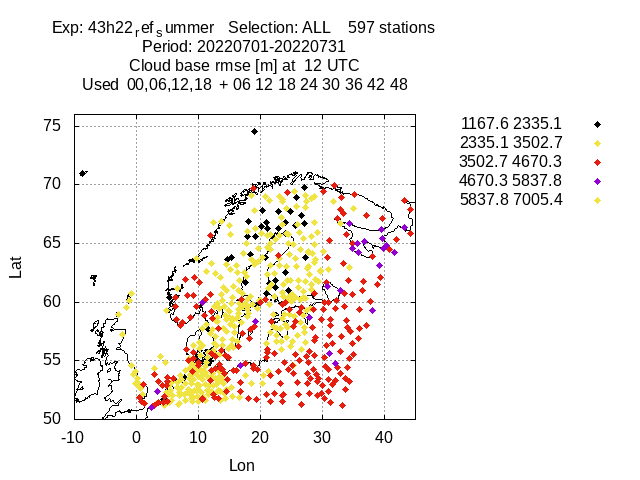 Exp: 43h22ref_summer Selection: ALL 597 stations
Period: 20220701-20220731
Cloud base rmse [m] at 12 UTC
Used 00,06,12,18 + 06 12 18 24 30 36 42 48
1167.6 2335.1
2335.1 3502.7
3502.7 4670.3
4670.3 5837.8
5837.8 7005.4
75
70
65
60
55
50
Lat
-10 0 10 20 30 40
Lon